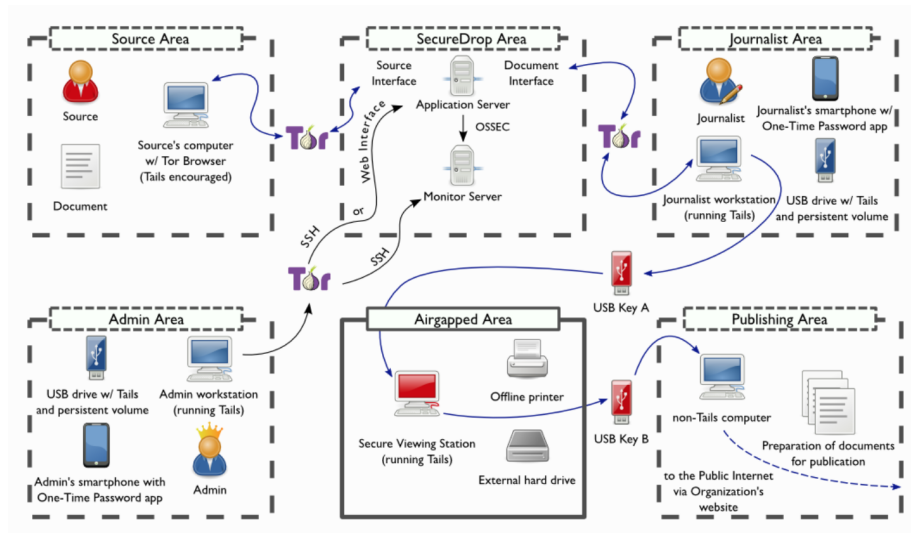 Source Area
Source
Source's computer
w/ Tor Browser
(Tails encouraged)
Document
Tor
SecureDrop Area
Source
Interface
Document
Interface
Application Server
OSSEC
Monitor Server
SSH or Web Interface
SSH
Tor
Tor
Journalist Area
Journalist
Journalist's smartphone w/
One-Time Password app
Journalist workstation
(running Tails)
USB drive w/ Tails
and persistent volume
USB Key A
Admin Area
USB drive w/ Tails
and persistent volume
Admin workstation
(running Tails)
Admin's smartphone with
One-Time Password app
Admin
Airgapped Area
Offline printer
Secure Viewing Station
(running Tails)
External hard drive
USB Key B
Publishing Area
non-Tails computer
Preparation of documents
for publication
to the Public Internet
via Organization's
website